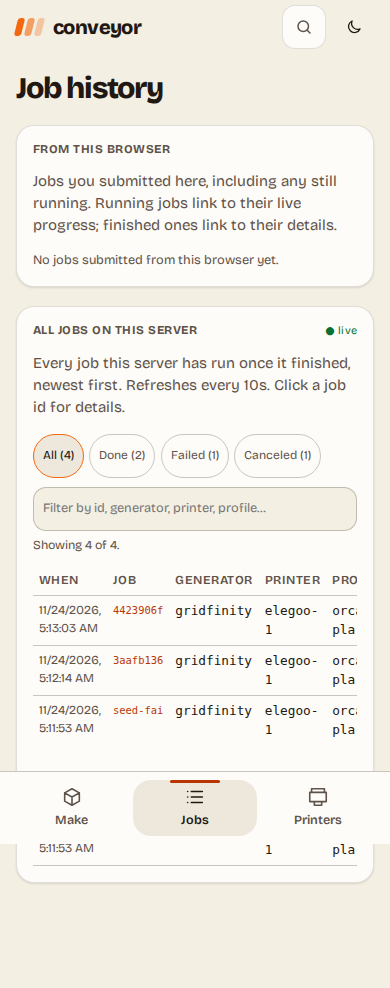 conveyor
Job history
FROM THIS BROWSER
Jobs you submitted here, including any still
running. Running jobs link to their live
progress; finished ones link to their details.
No jobs submitted from this browser yet.
ALL JOBS ON THIS SERVER
live
Every job this server has run once it finished,
newest first. Refreshes every 10s. Click a job
id for details.
All (4) Done (2) Failed (1) Canceled (1)
Filter by id, generator, printer, profile…
Showing 4 of 4.
WHEN JOB GENERATOR PRINTER PRO
11/24/2026, 4423906f gridfinity elegoo- orca
5:13:03 AM 1 pla
11/24/2026, 3aafb136 gridfinity elegoo- orca
5:12:14 AM 1 pla
11/24/2026, seed-fai gridfinity elegoo- orca
5:11:53 AM 1 pla
Make Jobs Printers
5:11:53 AM 1 pla